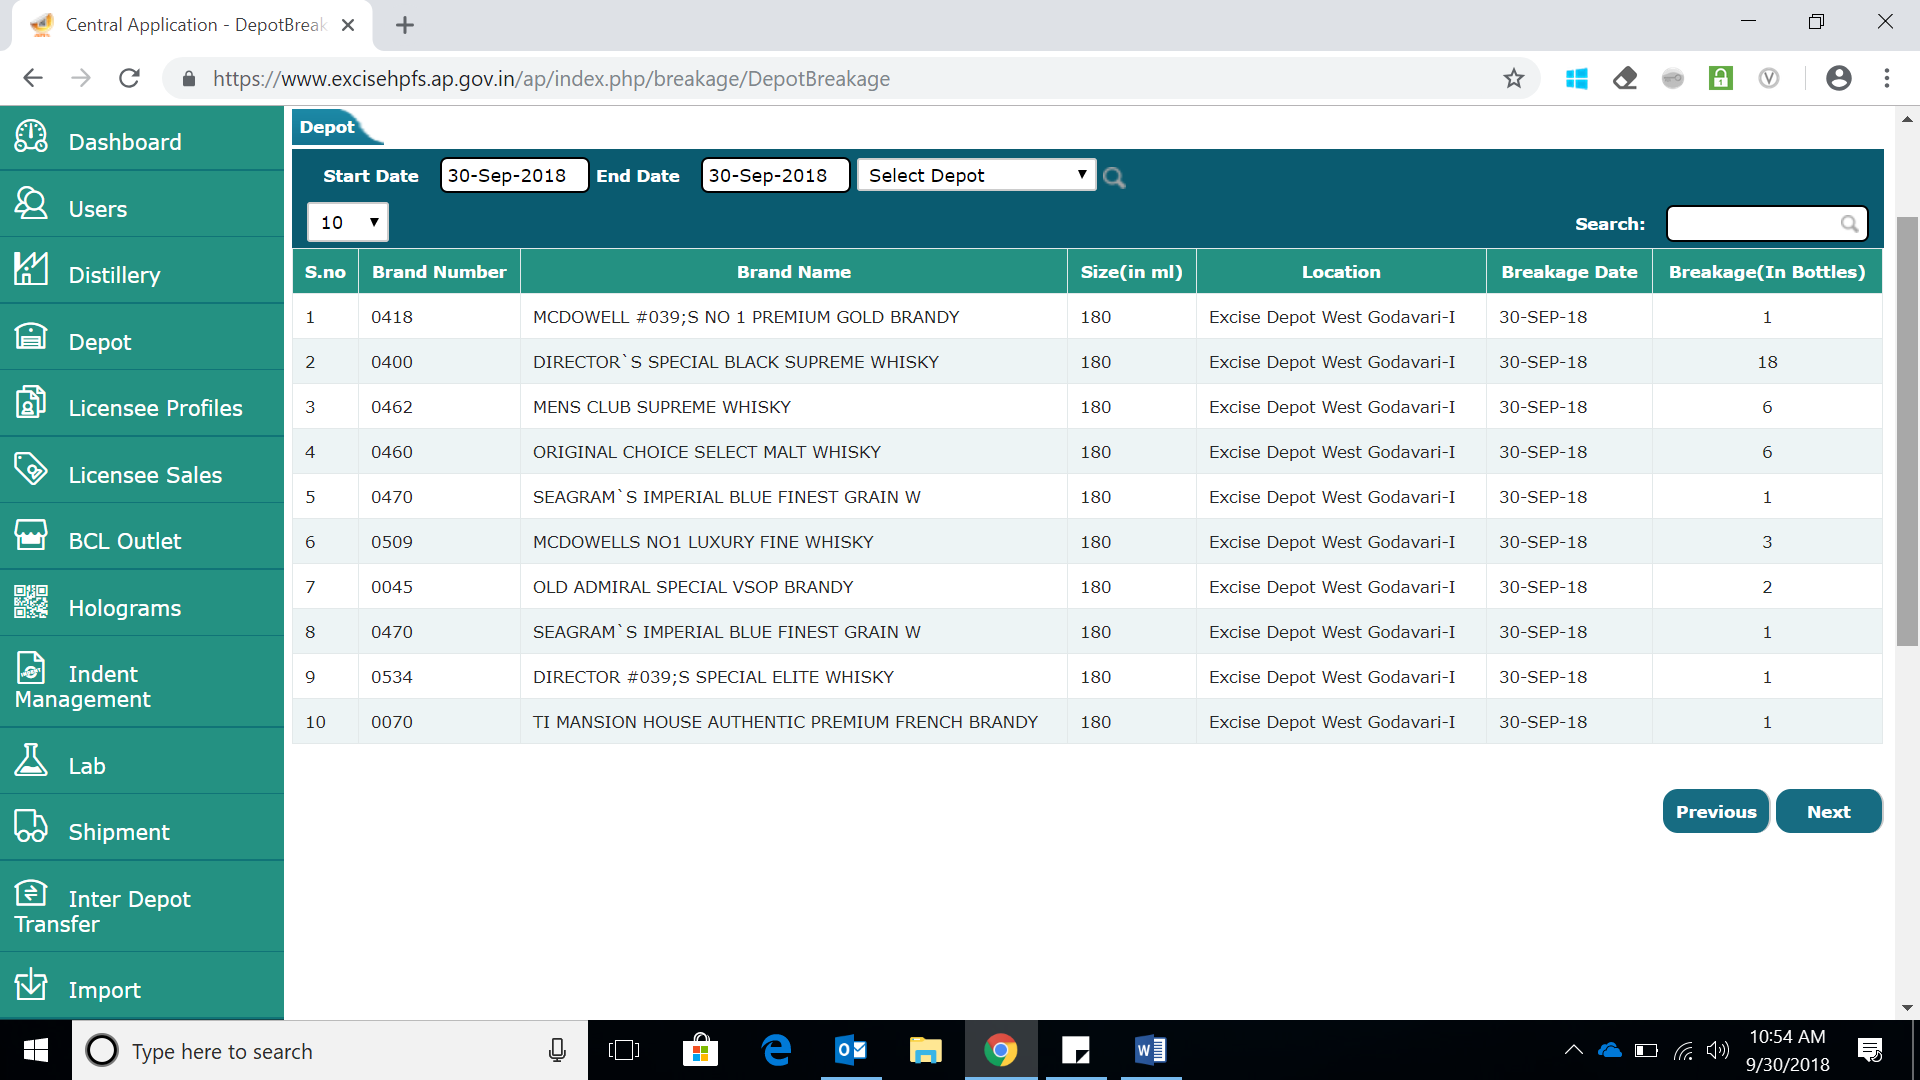 Central Application - DepotBreak
https://www.excisehpfs.ap.gov.in/ap/index.php/breakage/DepotBreakage
Dashboard
Users
Distillery
Depot
Licensee Profiles
Licensee Sales
BCL Outlet
Holograms
Indent
Management
Lab
Shipment
Inter Depot
Transfer
Import
Depot
Start Date 30-Sep-2018 End Date 30-Sep-2018 Select Depot
10 Search:
S.no Brand Number Brand Name Size(in ml) Location Breakage Date Breakage(In Bottles)
1 0418 MCDOWELL #039;S NO 1 PREMIUM GOLD BRANDY 180 Excise Depot West Godavari-I 30-SEP-18 1
2 0400 DIRECTOR`S SPECIAL BLACK SUPREME WHISKY 180 Excise Depot West Godavari-I 30-SEP-18 18
3 0462 MENS CLUB SUPREME WHISKY 180 Excise Depot West Godavari-I 30-SEP-18 6
4 0460 ORIGINAL CHOICE SELECT MALT WHISKY 180 Excise Depot West Godavari-I 30-SEP-18 6
5 0470 SEAGRAM`S IMPERIAL BLUE FINEST GRAIN W 180 Excise Depot West Godavari-I 30-SEP-18 1
6 0509 MCDOWELLS NO1 LUXURY FINE WHISKY 180 Excise Depot West Godavari-I 30-SEP-18 3
7 0045 OLD ADMIRAL SPECIAL VSOP BRANDY 180 Excise Depot West Godavari-I 30-SEP-18 2
8 0470 SEAGRAM`S IMPERIAL BLUE FINEST GRAIN W 180 Excise Depot West Godavari-I 30-SEP-18 1
9 0534 DIRECTOR #039;S SPECIAL ELITE WHISKY 180 Excise Depot West Godavari-I 30-SEP-18 1
10 0070 TI MANSION HOUSE AUTHENTIC PREMIUM FRENCH BRANDY 180 Excise Depot West Godavari-I 30-SEP-18 1
Previous Next
Type here to search
10:54 AM
9/30/2018